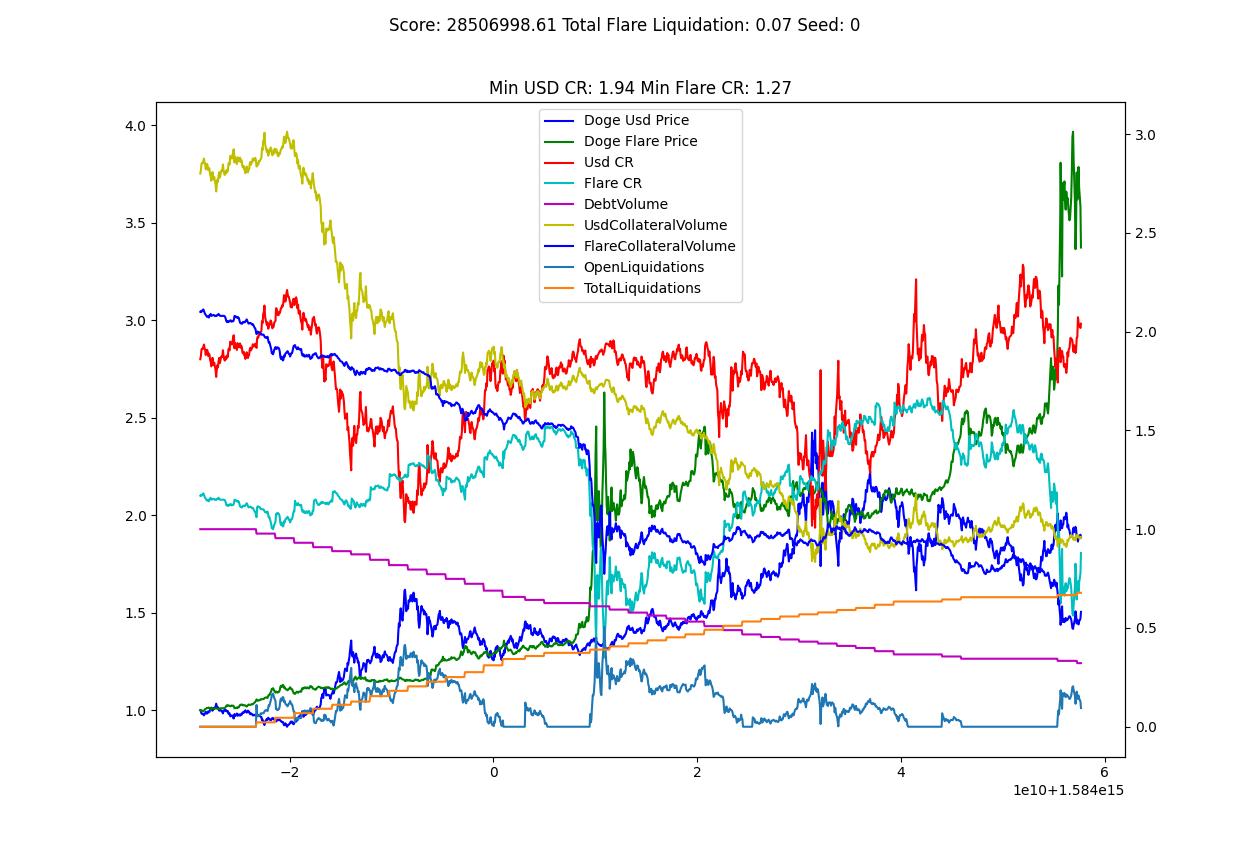 Score: 28506998.61 Total Flare Liquidation: 0.07 Seed: 0
Min USD CR: 1.94 Min Flare CR: 1.27
Doge Usd Price
Doge Flare Price
Usd CR
Flare CR
DebtVolume
UsdCollateralVolume
FlareCollateralVolume
OpenLiquidations
TotalLiquidations
4.0
3.5
3.0
2.5
2.0
1.5
1.0
3.0
2.5
2.0
1.5
1.0
0.5
0.0
−2 0 2 4 6
1e10+1.584e15